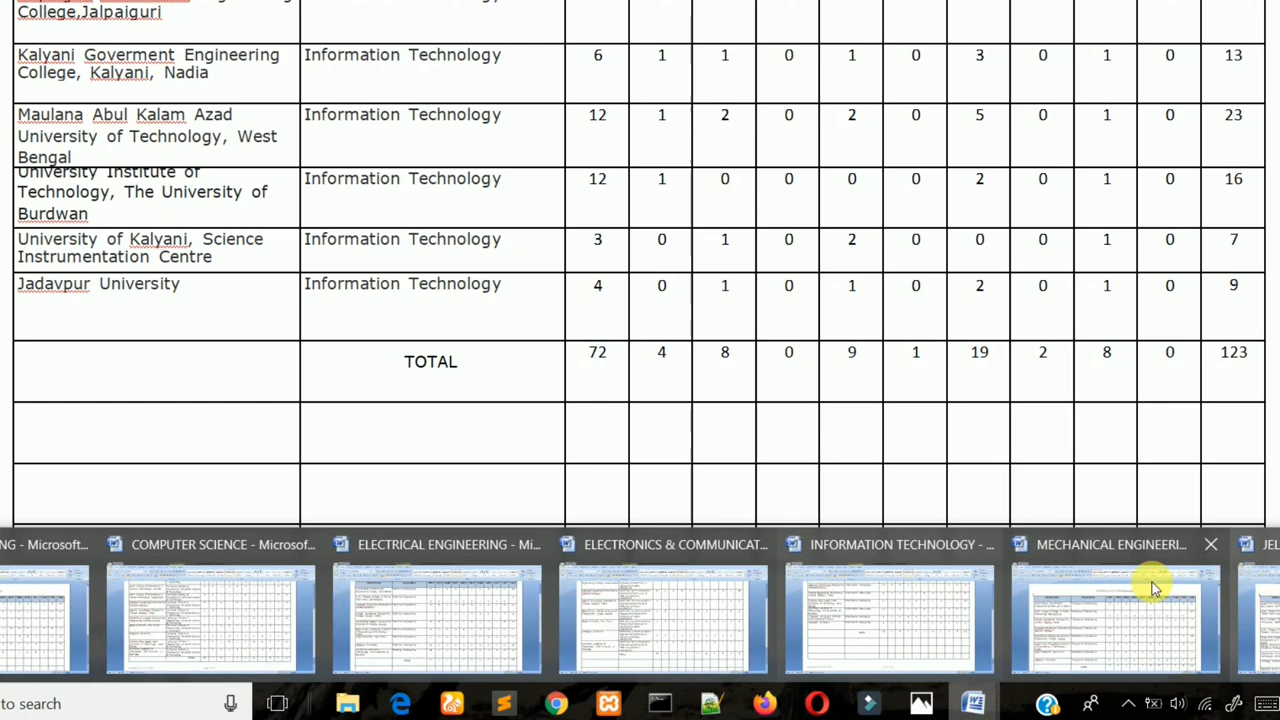 College,Jalpaiguri
Kalyani Goverment Engineering College, Kalyani, Nadia Information Technology 6 1 1 0 1 0 3 0 1 0 13
Maulana Abul Kalam Azad University of Technology, West Bengal Information Technology 12 1 2 0 2 0 5 0 1 0 23
University Institute of Technology, The University of Burdwan Information Technology 12 1 0 0 0 0 2 0 1 0 16
University of Kalyani, Science Instrumentation Centre Information Technology 3 0 1 0 2 0 0 0 1 0 7
Jadavpur University Information Technology 4 0 1 0 1 0 2 0 1 0 9
TOTAL 72 4 8 0 9 1 19 2 8 0 123
NG - Microsoft... COMPUTER SCIENCE - Microsof... ELECTRICAL ENGINEERING - Mi... ELECTRONICS & COMMUNICAT... INFORMATION TECHNOLOGY - ... MECHANICAL ENGINEERI... JEL
to search